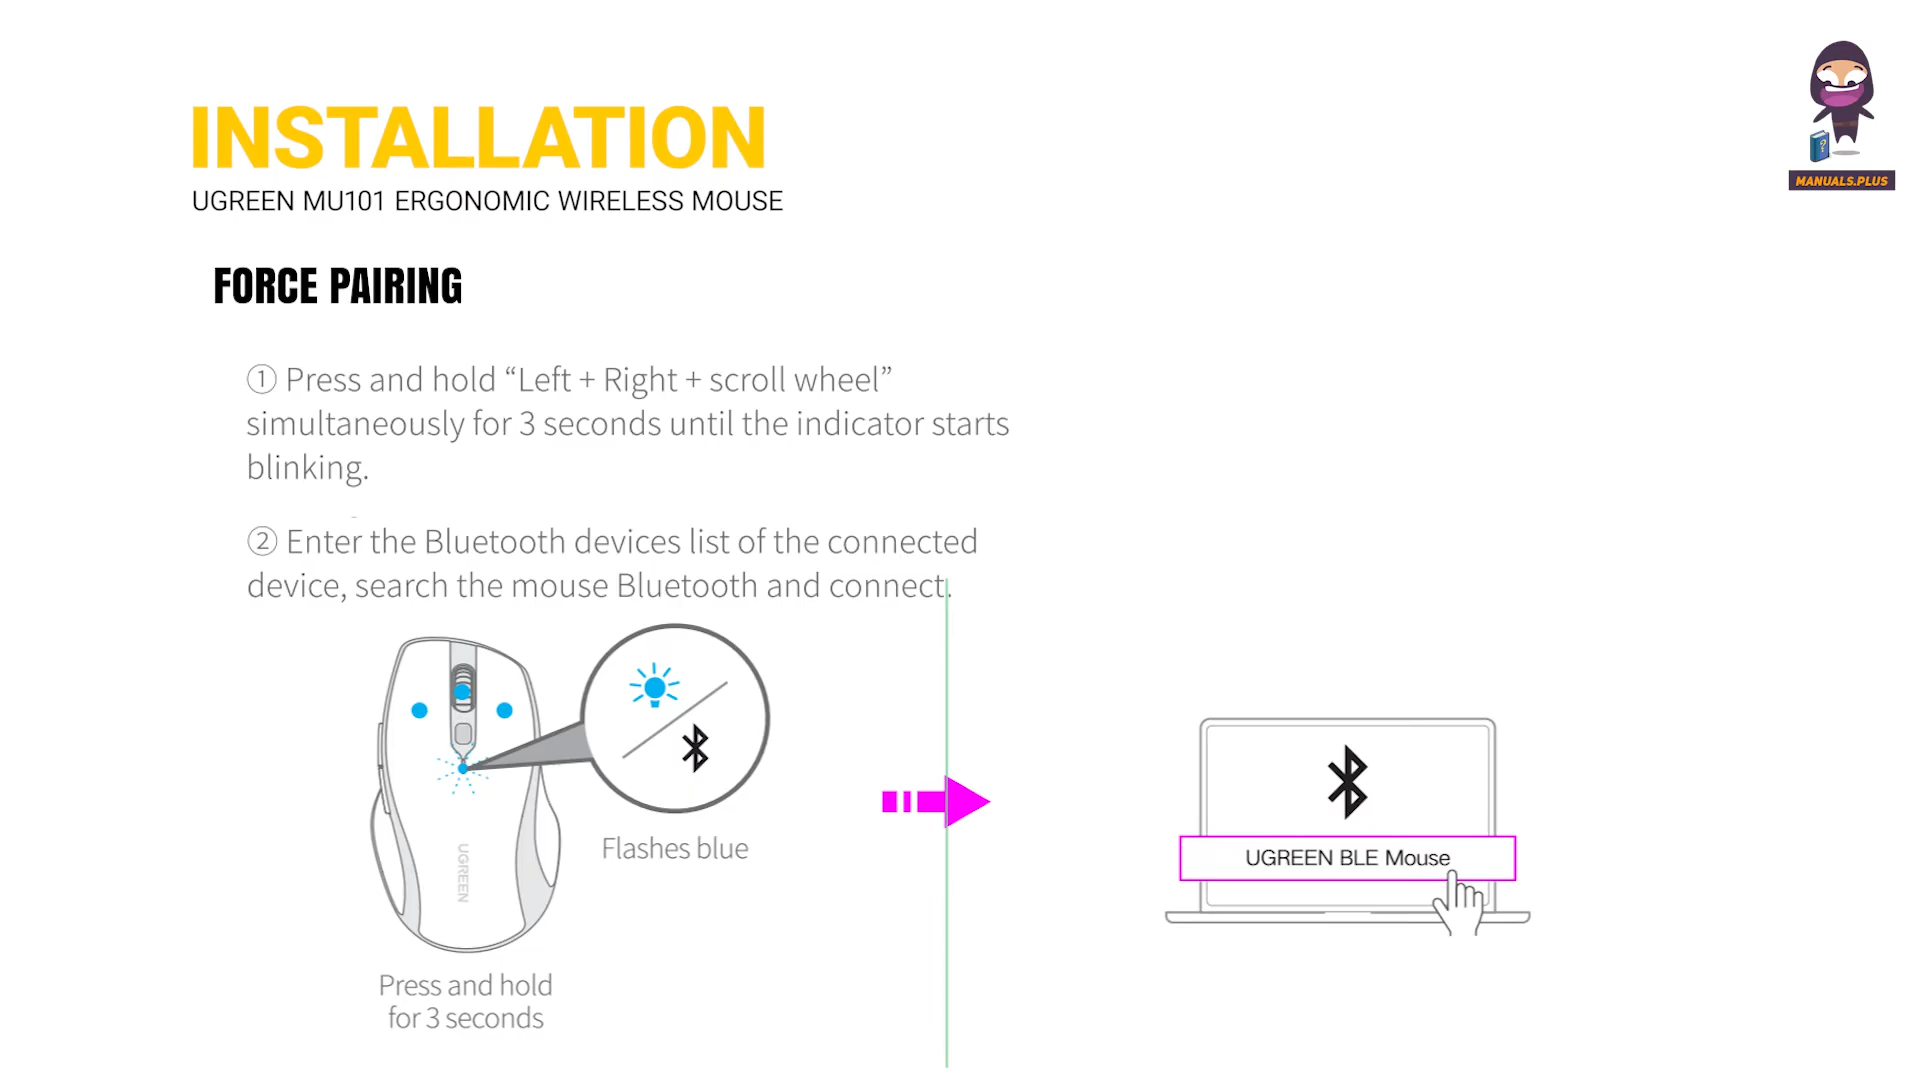 INSTALLATION
UGREEN MU101 ERGONOMIC WIRELESS MOUSE
MANUALS.PLUS
FORCE PAIRING
① Press and hold “Left + Right + scroll wheel”
simultaneously for 3 seconds until the indicator starts
blinking.
② Enter the Bluetooth devices list of the connected
device, search the mouse Bluetooth and connect.
UGREEN
Flashes blue
Press and hold
for 3 seconds
UGREEN BLE Mouse